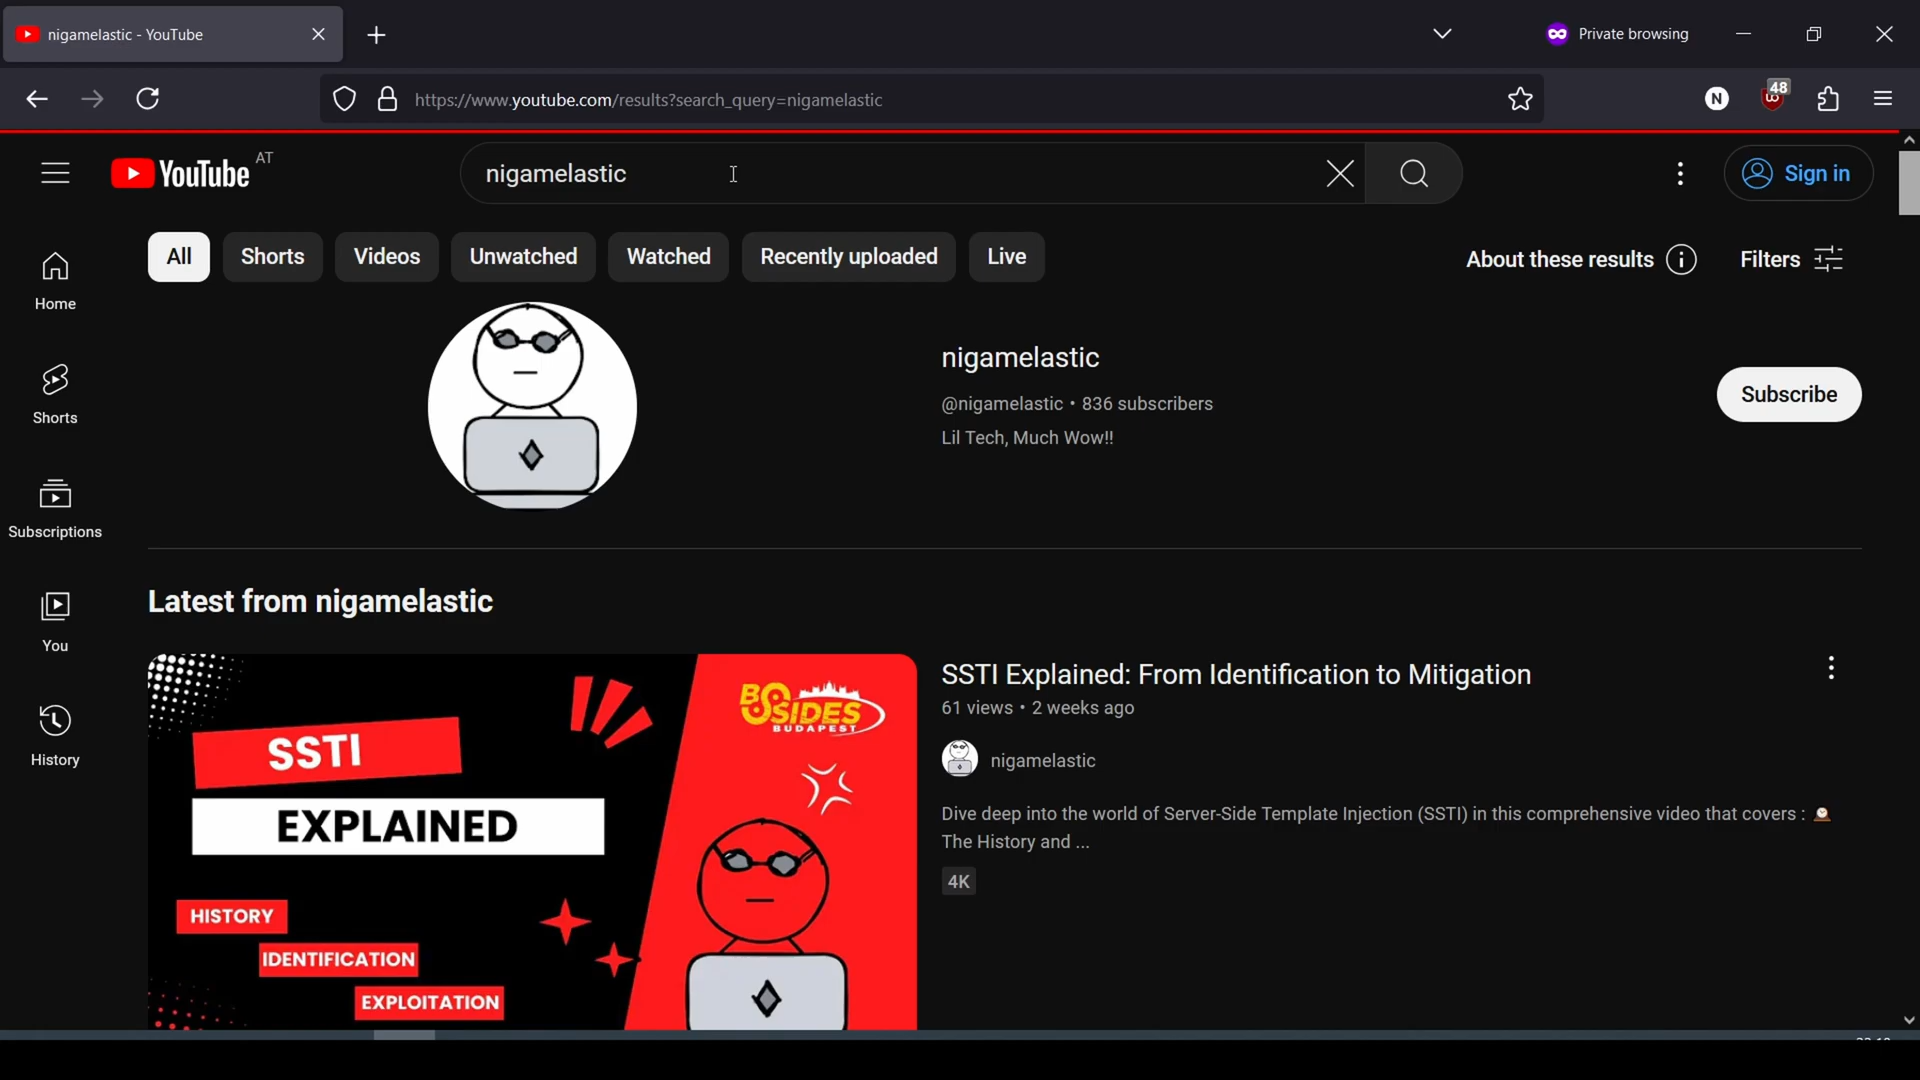 nigamelastic - YouTube
Private browsing
N
48
https://www.youtube.com/results?search_query=nigamelastic
YouTube AT
nigamelastic
Sign in
All
Shorts
Videos
Unwatched
Watched
Recently uploaded
Live
About these results
Filters
Home
Shorts
Subscriptions
You
History
nigamelastic
@nigamelastic • 836 subscribers
Lil Tech, Much Wow!!
Subscribe
Latest from nigamelastic
SSTI
EXPLAINED
HISTORY
IDENTIFICATION
EXPLOITATION
BSIDES
BUDAPEST
SSTI Explained: From Identification to Mitigation
61 views • 2 weeks ago
nigamelastic
Dive deep into the world of Server-Side Template Injection (SSTI) in this comprehensive video that covers : 🕰️
The History and ...
4K